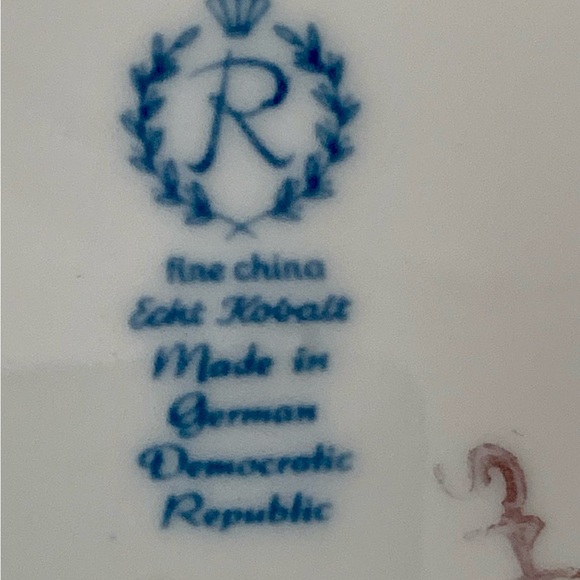 R
fine china
Echt Kobalt
Made in
German
Democratic
Republic